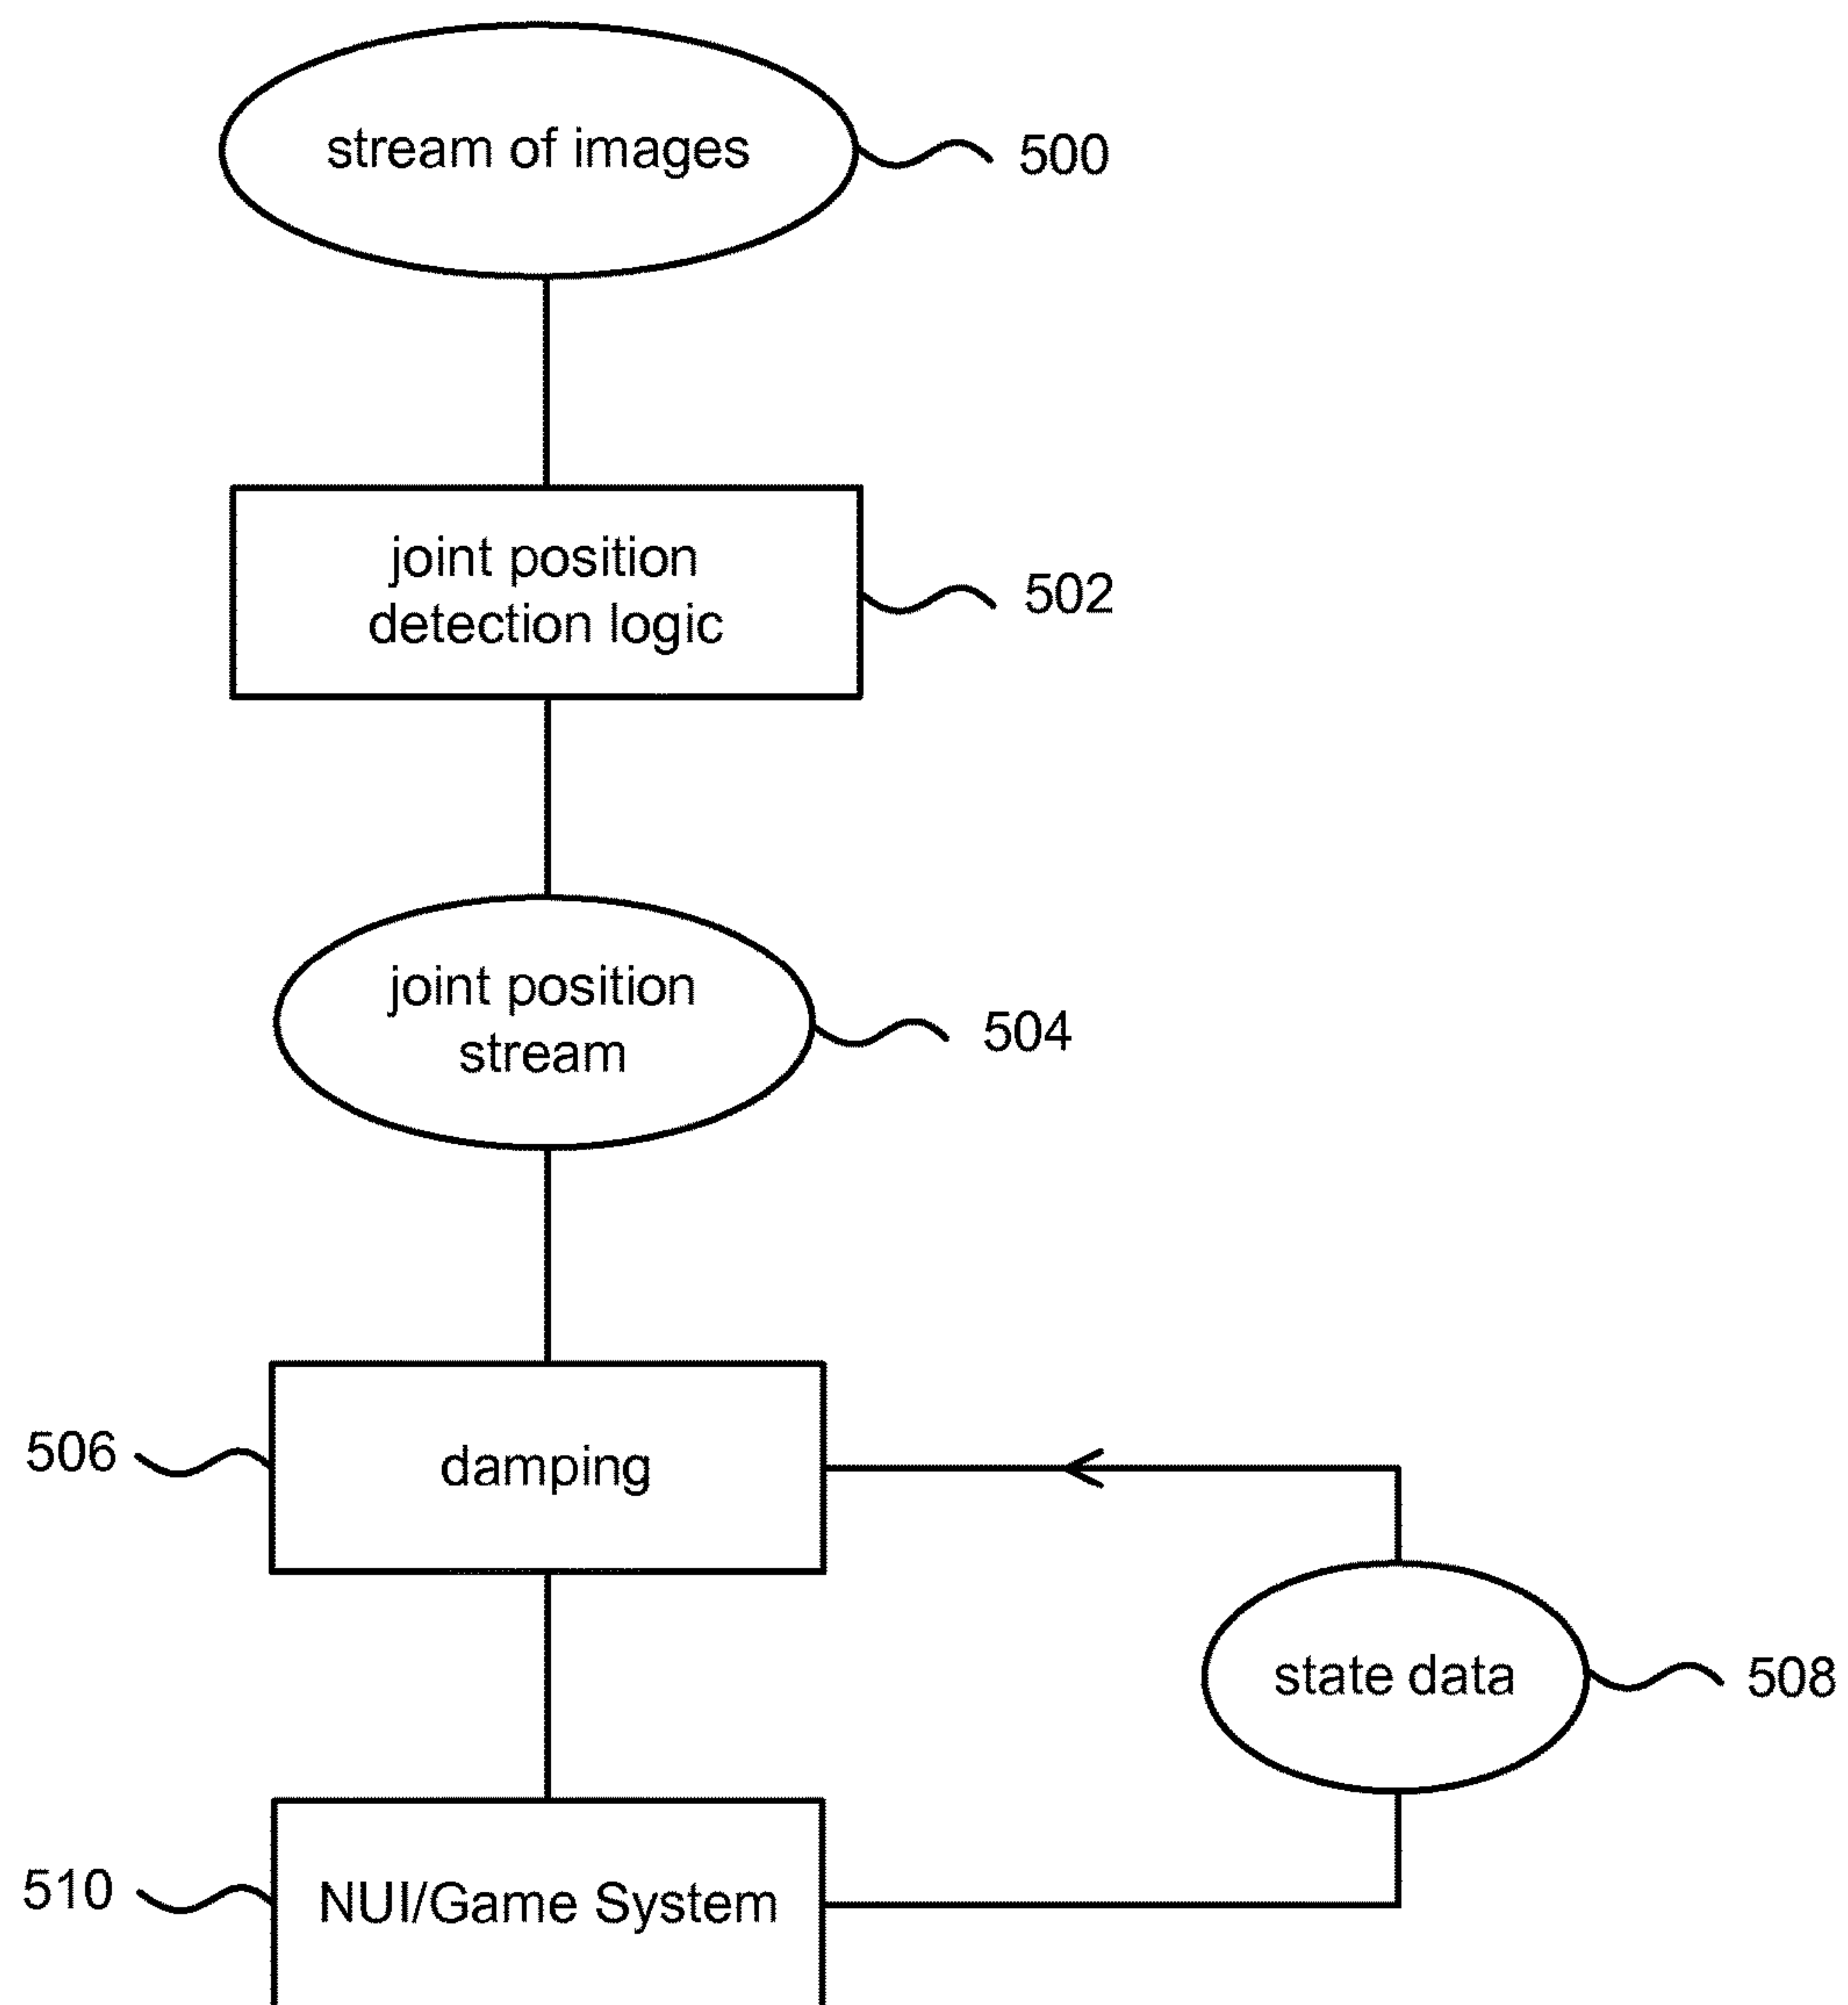 stream of images
500
joint position
detection logic
502
joint position
stream
504
506
damping
state data
508
510
NUI/Game System